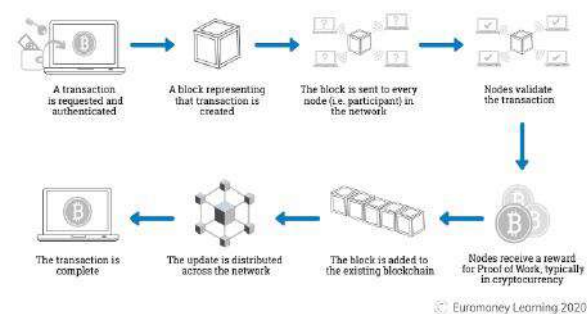 A transaction
is requested and
authenticated
A block representing
that transaction is
created
The block is sent to every
node (i.e. participant) in
the network
Nodes validate
the transaction
The transaction is
complete
The update is distributed
across the network
The block is added to
the existing blockchain
Nodes receive a reward
for Proof of Work, typically
in cryptocurrency
Euromoney Learning 2020